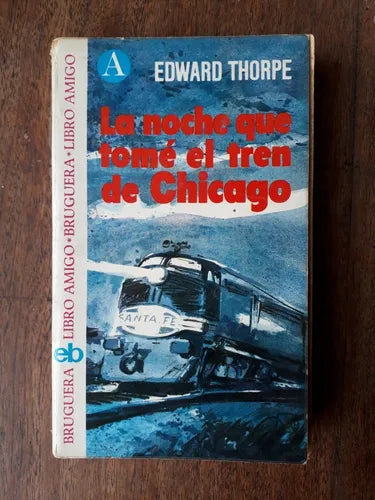 A
EDWARD THORPE
La noche que
tomé el tren
de Chicago
SANTA FE
BRUGUERA eb LIBRO AMIGO • BRUGUERA • LIBRO AMIGO